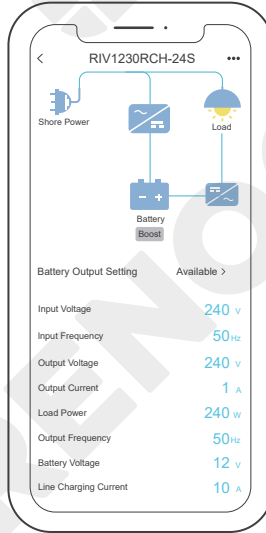 RIV1230RCH-24S
Shore Power
Load
Battery
Boost
Battery Output Setting Available >
Input Voltage 240 V
Input Frequency 50 Hz
Output Voltage 240 V
Output Current 1 A
Load Power 240 W
Output Frequency 50 Hz
Battery Voltage 12 V
Line Charging Current 10 A